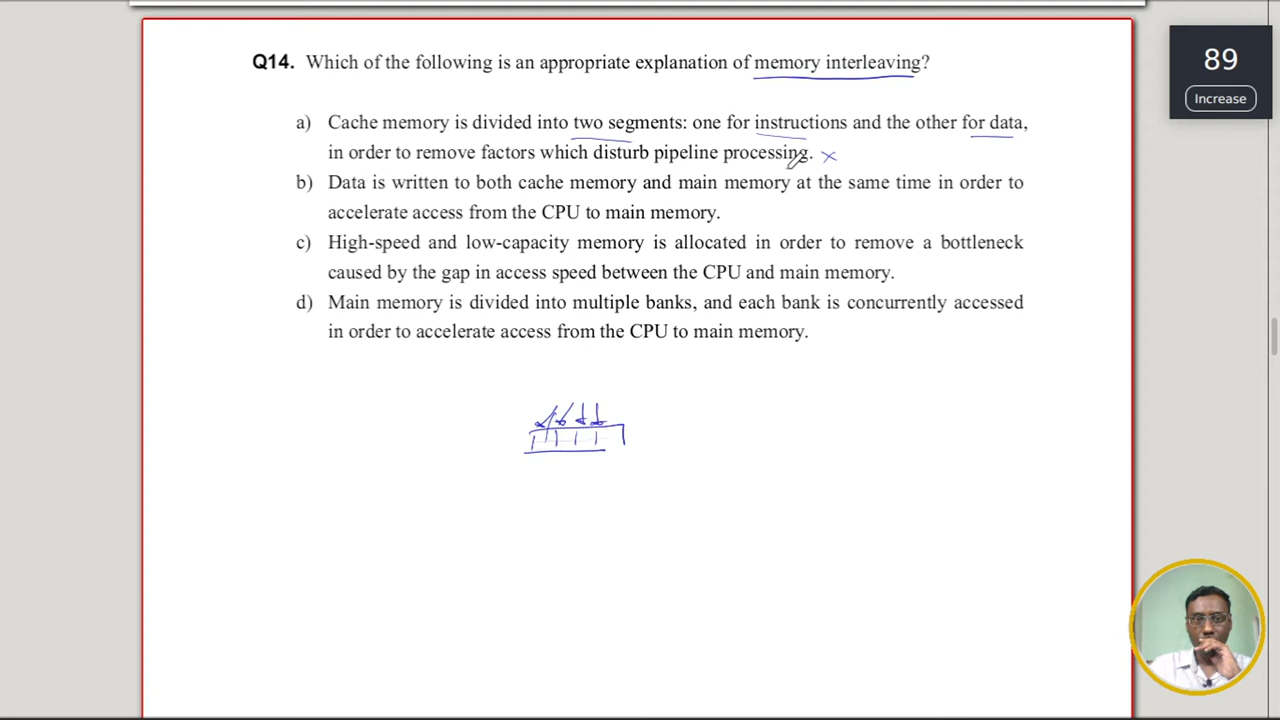 Q14. Which of the following is an appropriate explanation of memory interleaving?
a) Cache memory is divided into two segments: one for instructions and the other for data,
in order to remove factors which disturb pipeline processing. ×
b) Data is written to both cache memory and main memory at the same time in order to
accelerate access from the CPU to main memory.
c) High-speed and low-capacity memory is allocated in order to remove a bottleneck
caused by the gap in access speed between the CPU and main memory.
d) Main memory is divided into multiple banks, and each bank is concurrently accessed
in order to accelerate access from the CPU to main memory.
89
Increase